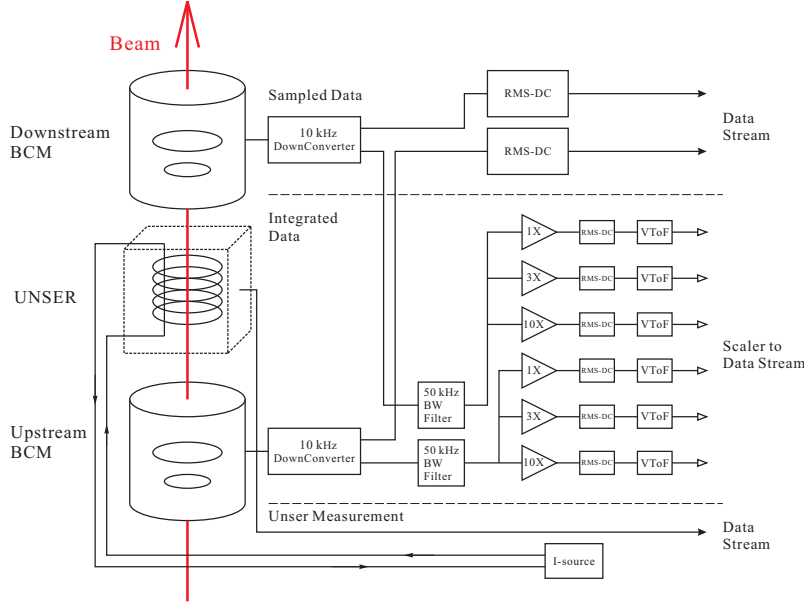 Beam
Downstream
BCM
Sampled Data
10 kHz
DownConverter
RMS-DC
RMS-DC
Data
Stream
UNSER
Integrated
Data
1X
RMS-DC
VToF
3X
RMS-DC
VToF
10X
RMS-DC
VToF
1X
RMS-DC
VToF
3X
RMS-DC
VToF
10X
RMS-DC
VToF
Scaler to
Data Stream
50 kHz
BW
Filter
50 kHz
BW
Filter
Upstream
BCM
10 kHz
DownConverter
Unser Measurement
Data
Stream
I-source